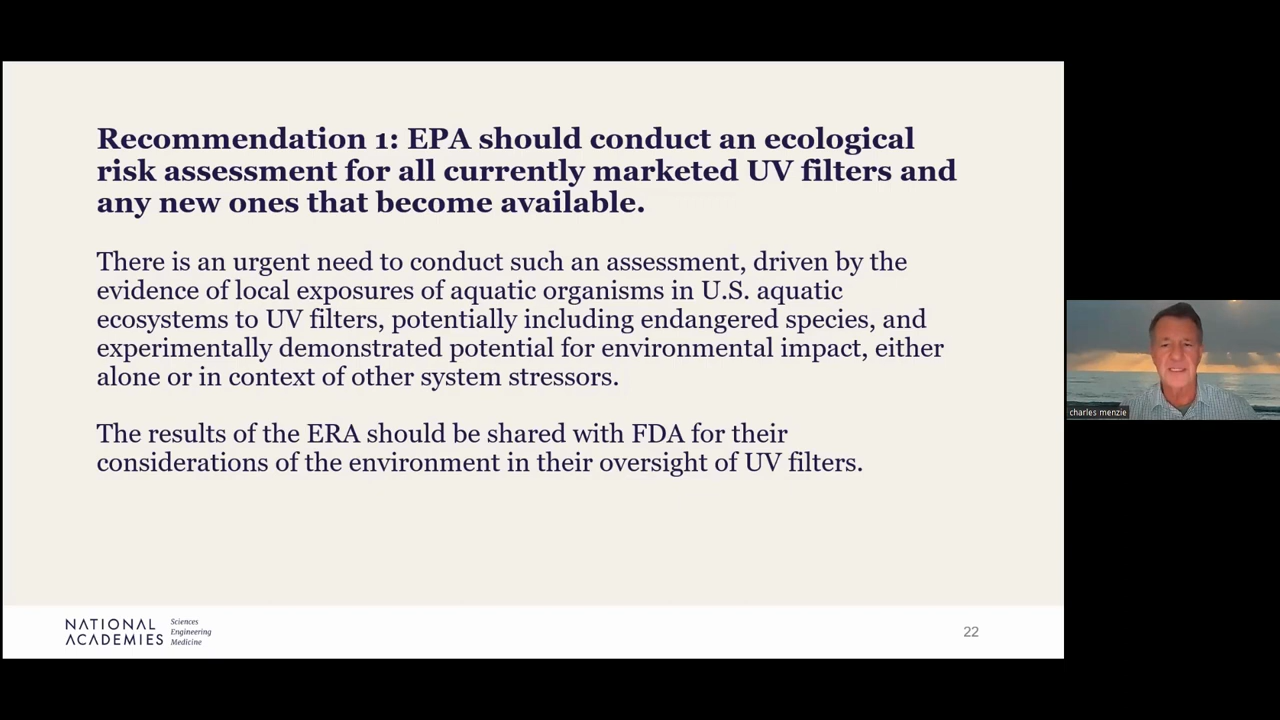 Recommendation 1: EPA should conduct an ecological
risk assessment for all currently marketed UV filters and
any new ones that become available.
There is an urgent need to conduct such an assessment, driven by the
evidence of local exposures of aquatic organisms in U.S. aquatic
ecosystems to UV filters, potentially including endangered species, and
experimentally demonstrated potential for environmental impact, either
alone or in context of other system stressors.
The results of the ERA should be shared with FDA for their
considerations of the environment in their oversight of UV filters.
charles menzie
NATIONAL
ACADEMIES
Sciences
Engineering
Medicine
22